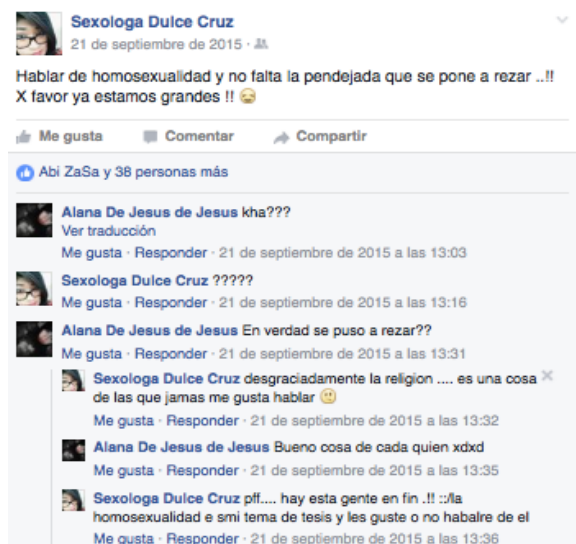 Sexologa Dulce Cruz
21 de septiembre de 2015 ·
Hablar de homosexualidad y no falta la pendejada que se pone a rezar ..!!
X favor ya estamos grandes !! 😂
Me gusta Comentar Compartir
Abi ZaSa y 38 personas más
Alana De Jesus de Jesus kha???
Ver traducción
Me gusta · Responder · 21 de septiembre de 2015 a las 13:03
Sexologa Dulce Cruz ?????
Me gusta · Responder · 21 de septiembre de 2015 a las 13:16
Alana De Jesus de Jesus En verdad se puso a rezar??
Me gusta · Responder · 21 de septiembre de 2015 a las 13:31
Sexologa Dulce Cruz desgraciadamente la religion .... es una cosa
de las que jamas me gusta hablar
Me gusta · Responder · 21 de septiembre de 2015 a las 13:32
Alana De Jesus de Jesus Bueno cosa de cada quien xdxd
Me gusta · Responder · 21 de septiembre de 2015 a las 13:35
Sexologa Dulce Cruz pff.... hay esta gente en fin .!! ::/la
homosexualidad e smi tema de tesis y les guste o no habalre de el
Me gusta · Responder · 21 de septiembre de 2015 a las 13:36